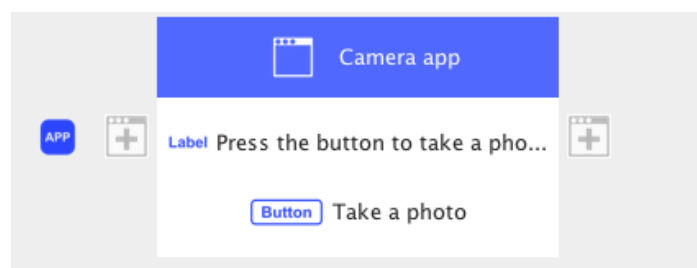 Camera app
APP
Label Press the button to take a pho...
Button Take a photo